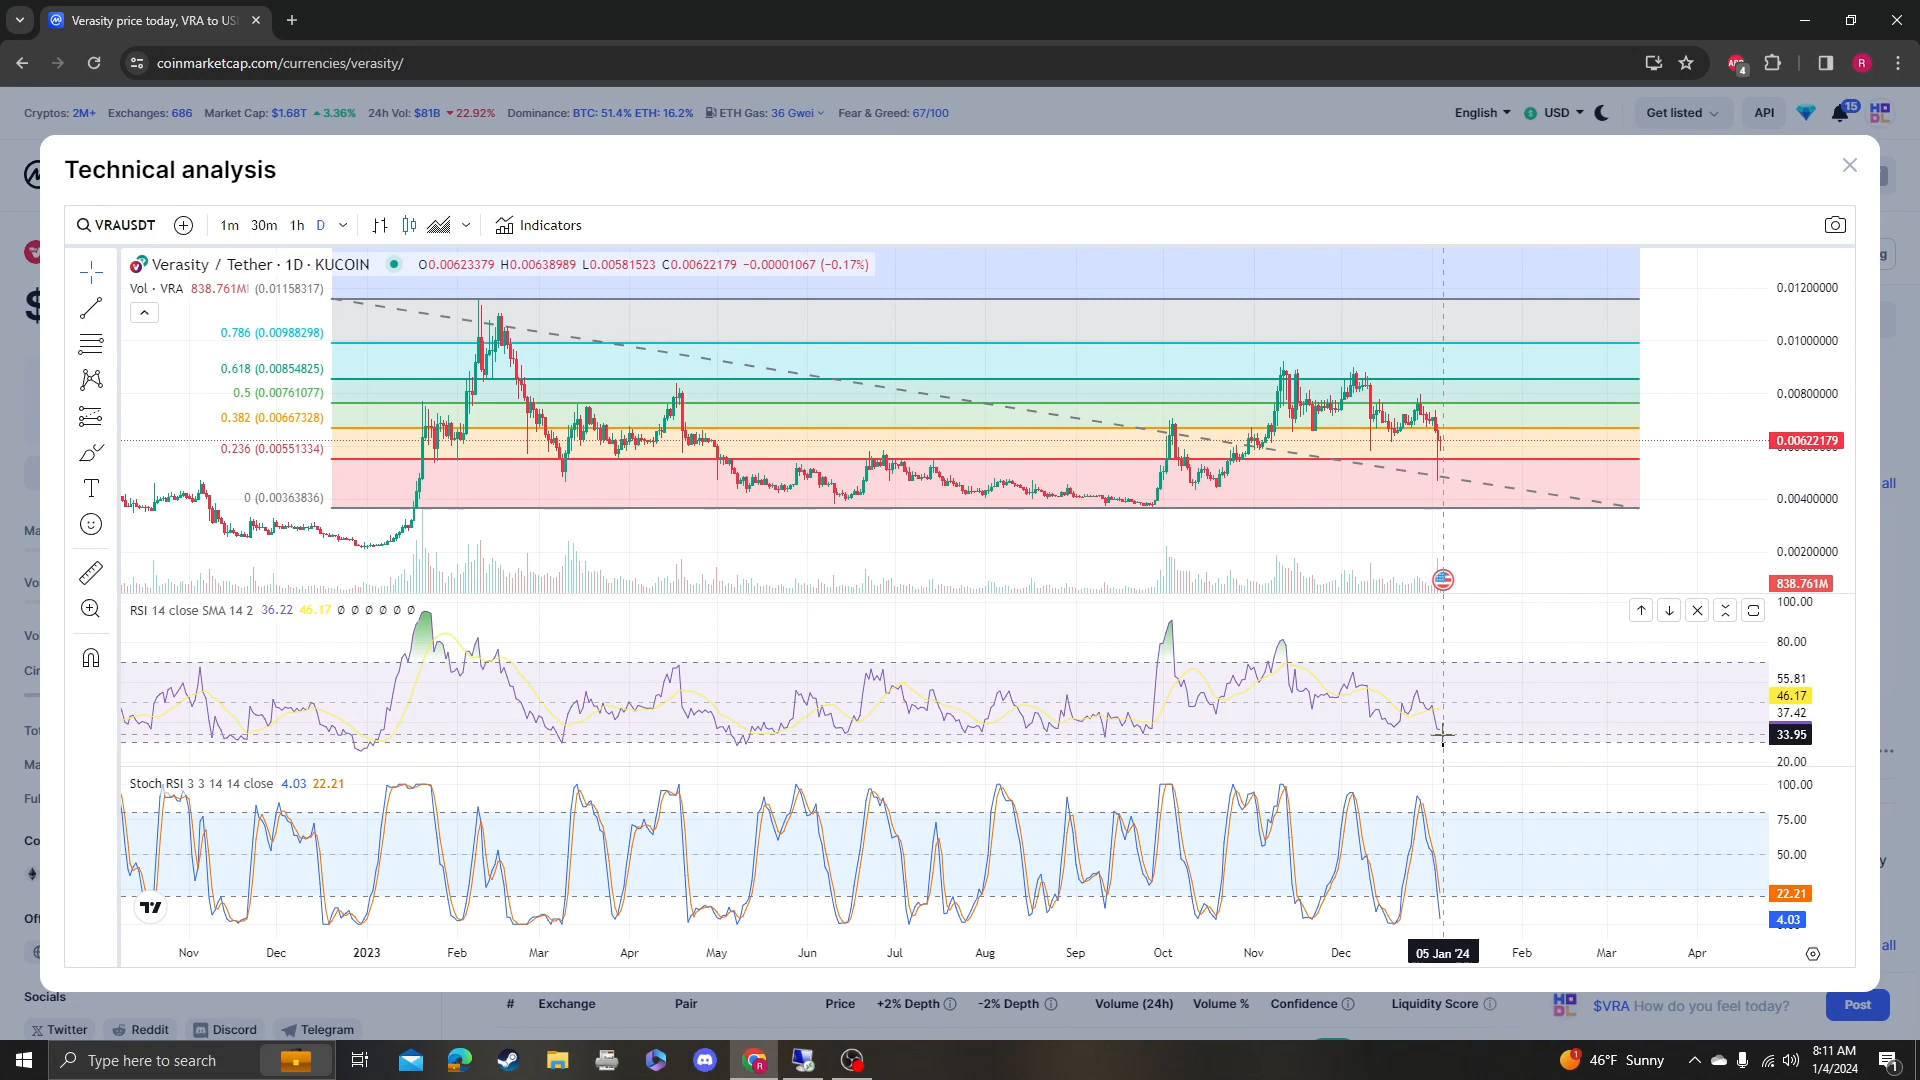 Verasity price today, VRA to US
coinmarketcap.com/currencies/verasity/
4
R
Cryptos: 2M+ Exchanges: 686 Market Cap: $1.68T 3.36% 24h Vol: $81B 22.92% Dominance: BTC: 51.4% ETH: 16.2% ETH Gas: 36 Gwei Fear & Greed: 67/100
English USD Get listed API 15
Technical analysis
VRAUSDT 1m 30m 1h D Indicators
Verasity / Tether · 1D · KUCOIN O0.00623379 H0.00638989 L0.00581523 C0.00622179 −0.00001067 (−0.17%)
Vol · VRA 838.761M (0.01158317)
0.786 (0.00988298)
0.618 (0.00854825)
0.5 (0.00761077)
0.382 (0.00667328)
0.236 (0.00551334)
0 (0.00363836)
0.01200000
0.01000000
0.00800000
0.00622179
0.00400000
0.00200000
838.761M
RSI 14 close SMA 14 2 36.22 46.17 Ø Ø Ø Ø Ø Ø
100.00
80.00
55.81
46.17
37.42
33.95
20.00
Stoch RSI 3 3 14 14 close 4.03 22.21
100.00
75.00
50.00
22.21
4.03
Nov Dec 2023 Feb Mar Apr May Jun Jul Aug Sep Oct Nov Dec 05 Jan '24 Feb Mar Apr
all
all
Socials
Twitter Reddit Discord Telegram
# Exchange Pair Price +2% Depth -2% Depth Volume (24h) Volume % Confidence Liquidity Score
$VRA How do you feel today? Post
Type here to search
46°F Sunny
8:11 AM
1/4/2024